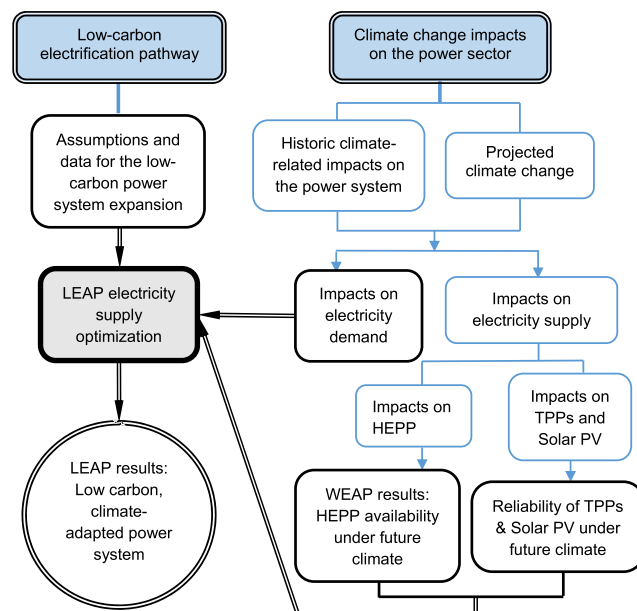 Low-carbon
electrification pathway
Climate change impacts
on the power sector
Assumptions and
data for the low-
carbon power
system expansion
Historic climate-
related impacts on
the power system
Projected
climate change
LEAP electricity
supply
optimization
Impacts on
electricity
demand
Impacts on
electricity supply
Impacts on
HEPP
Impacts on
TPPs and
Solar PV
LEAP results:
Low carbon,
climate-
adapted power
system
WEAP results:
HEPP availability
under future
climate
Reliability of TPPs
& Solar PV under
future climate